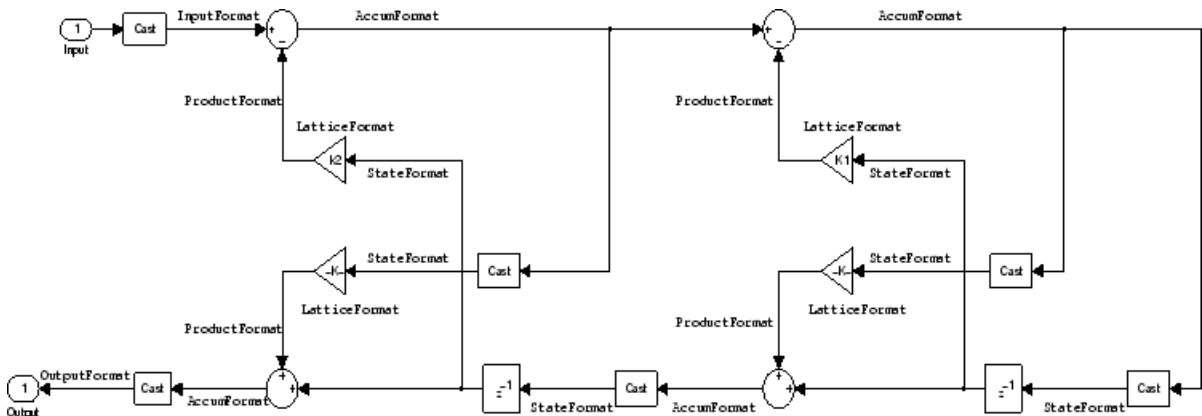 InputFormat
AccumFormat
AccumFormat
1
Cast
+
-
+
-
Input
ProductFormat
ProductFormat
LatticeFormat
LatticeFormat
k2
K1
StateFormat
StateFormat
StateFormat
StateFormat
-K-
Cast
-K-
Cast
LatticeFormat
LatticeFormat
ProductFormat
ProductFormat
OutputFormat
1
Cast
+
+
z-1
Cast
+
+
z-1
Cast
AccumFormat
StateFormat
AccumFormat
StateFormat
Output